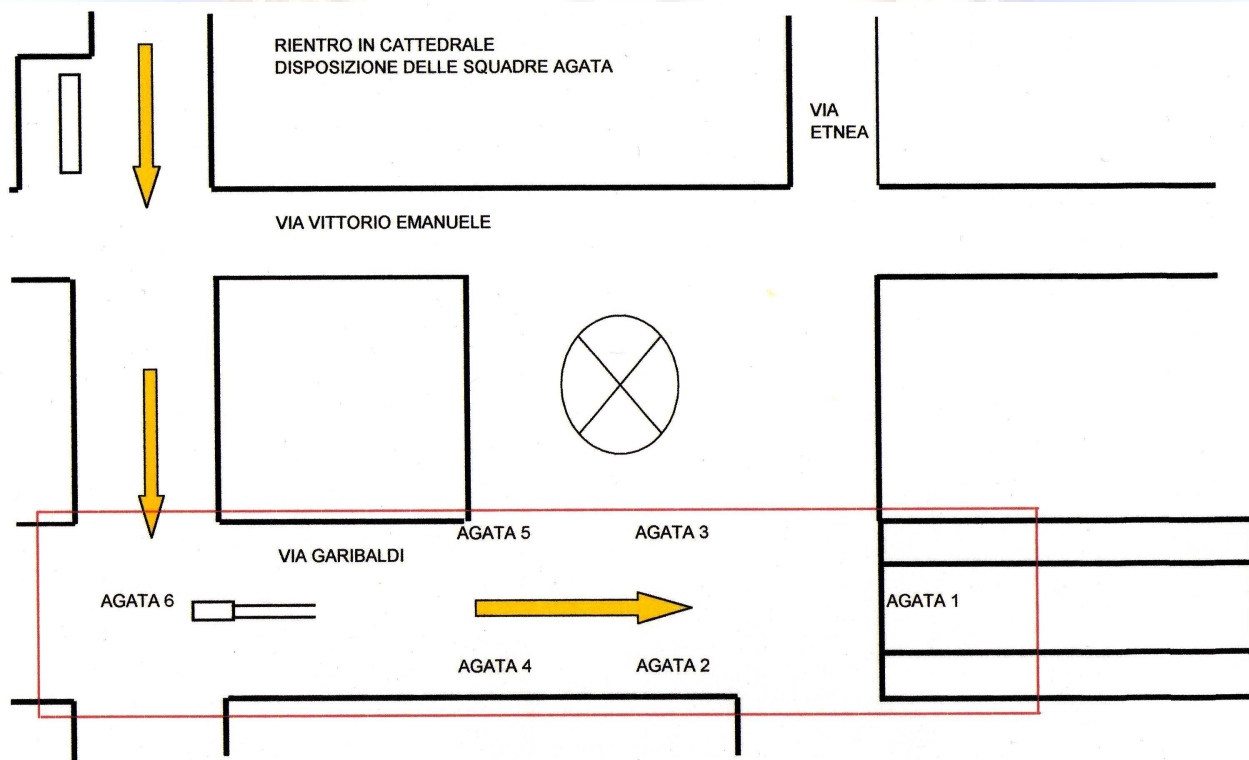 RIENTRO IN CATTEDRALE
DISPOSIZIONE DELLE SQUADRE AGATA
VIA
ETNEA
VIA VITTORIO EMANUELE
AGATA 5
AGATA 3
VIA GARIBALDI
AGATA 6
AGATA 1
AGATA 4
AGATA 2